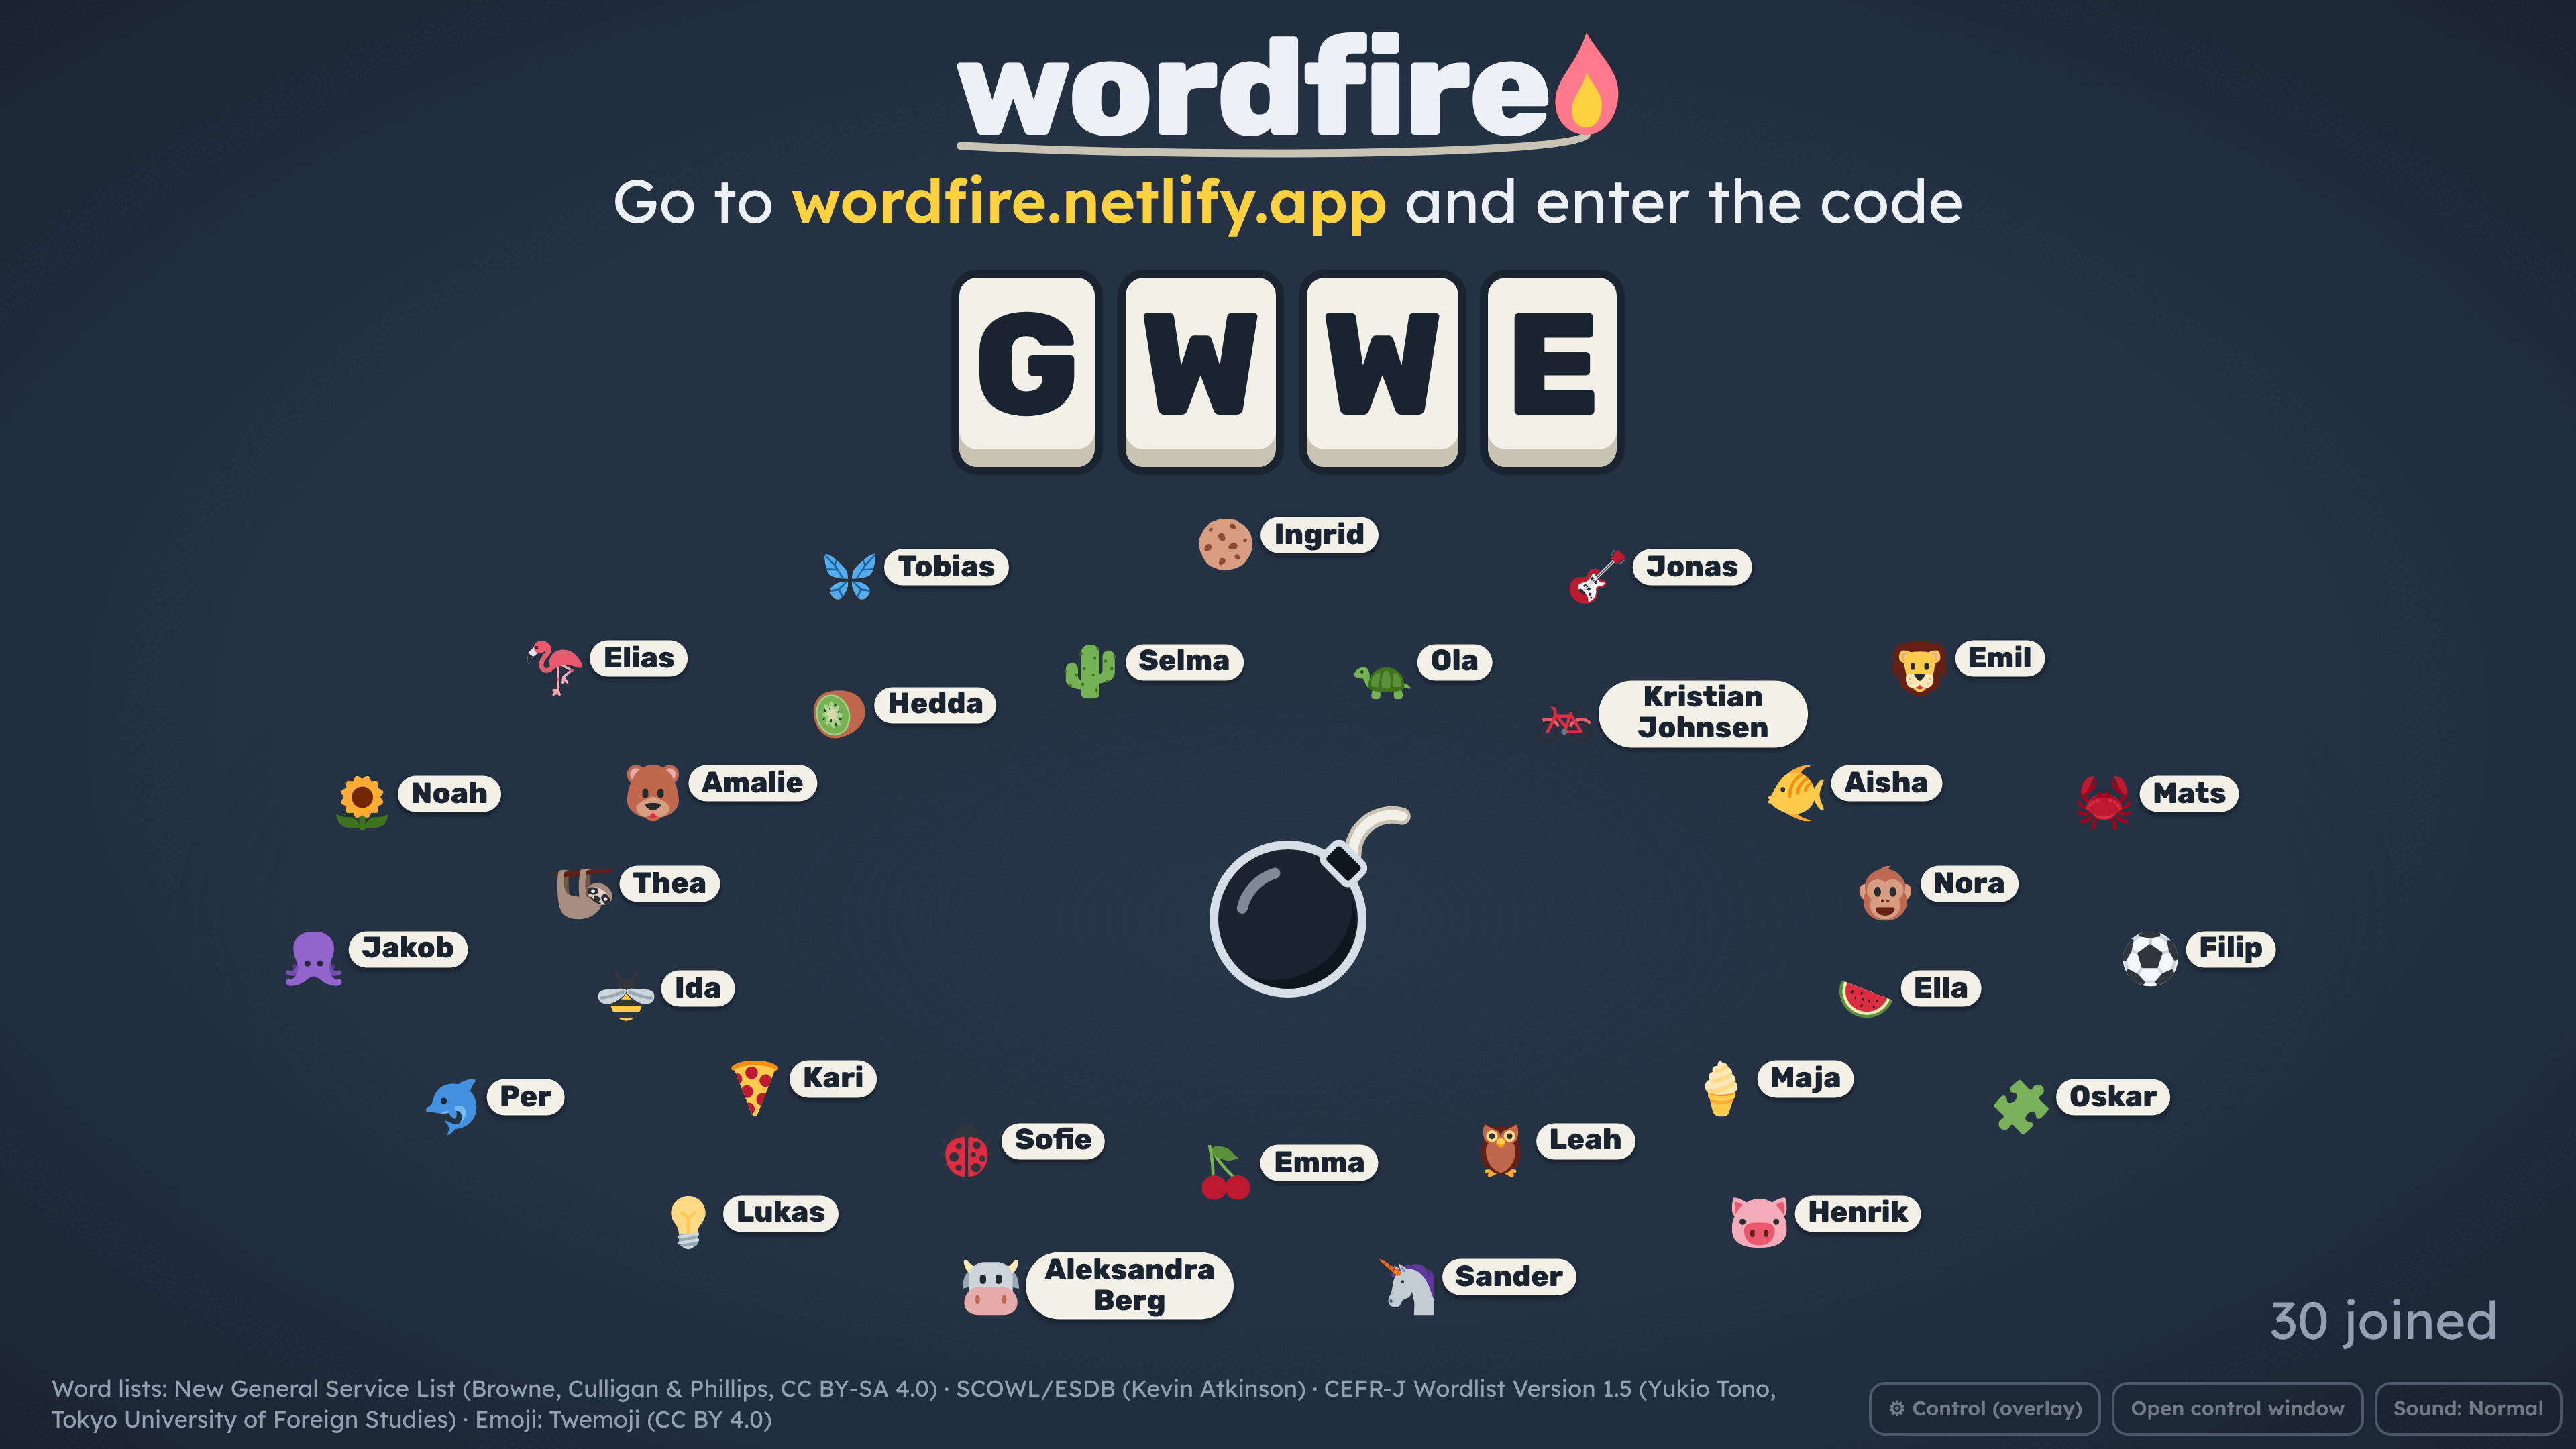 wordfire
Go to wordfire.netlify.app and enter the code
G W W E
Ingrid
Tobias
Jonas
Elias
Selma
Ola
Emil
Hedda
Kristian
Johnsen
Noah
Amalie
Aisha
Mats
Thea
Nora
Jakob
Filip
Ida
Ella
Per
Kari
Maja
Oskar
Sofie
Emma
Leah
Lukas
Henrik
Aleksandra
Berg
Sander
30 joined
Word lists: New General Service List (Browne, Culligan & Phillips, CC BY-SA 4.0) · SCOWL/ESDB (Kevin Atkinson) · CEFR-J Wordlist Version 1.5 (Yukio Tono,
Tokyo University of Foreign Studies) · Emoji: Twemoji (CC BY 4.0)
⚙ Control (overlay)
Open control window
Sound: Normal